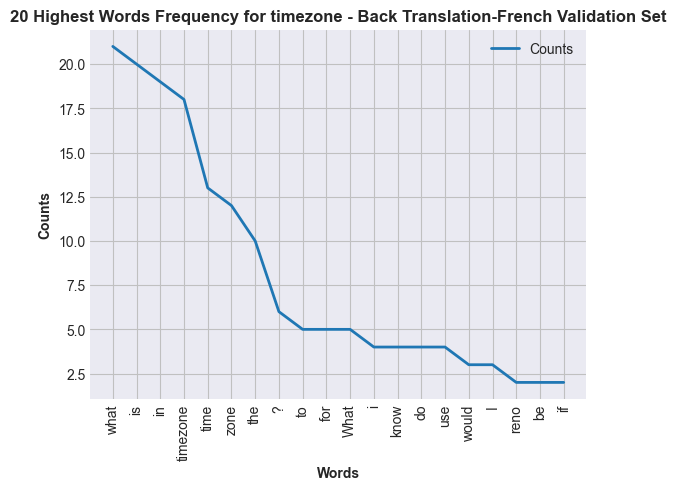 20 Highest Words Frequency for timezone - Back Translation-French Validation Set
Counts
20.0
17.5
15.0
12.5
10.0
7.5
5.0
2.5
Counts
what
is
in
timezone
time
zone
the
?
to
for
What
i
know
do
use
would
I
reno
be
if
Words